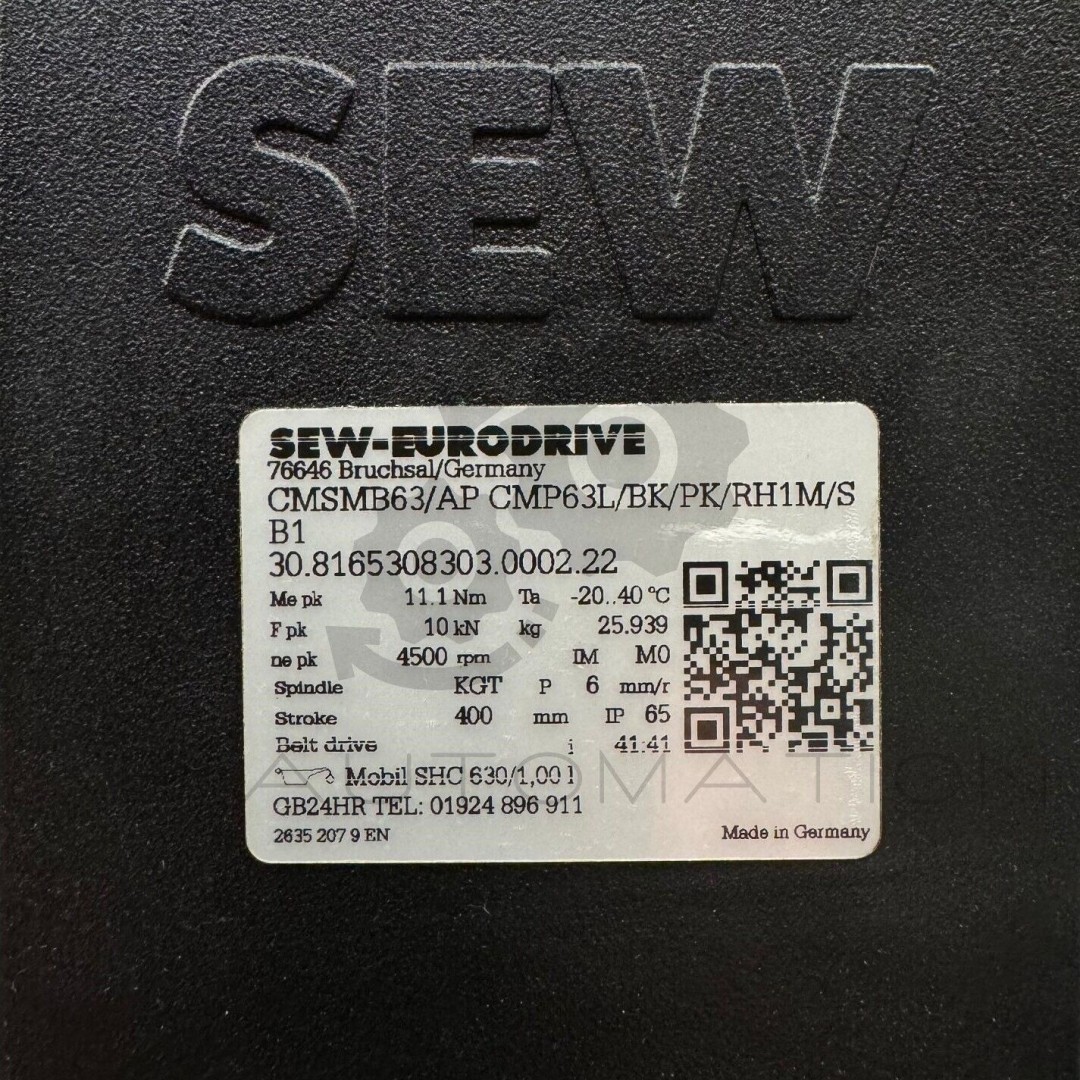 SEW
SEW-EURODRIVE
76646 Bruchsal/Germany
CMSMB63/AP CMP63L/BK/PK/RH1M/S
B1
30.8165308303.0002.22
Me pk 11.1 Nm Ta -20..40 °C
F pk 10 kN kg 25.939
ne pk 4500 rpm IM M0
Spindle KGT P 6 mm/r
Stroke 400 mm IP 65
Belt drive i 41:41
Mobil SHC 630/1,00 l
AUTOMATION
GB24HR TEL: 01924 896 911
2635 207 9 EN Made in Germany